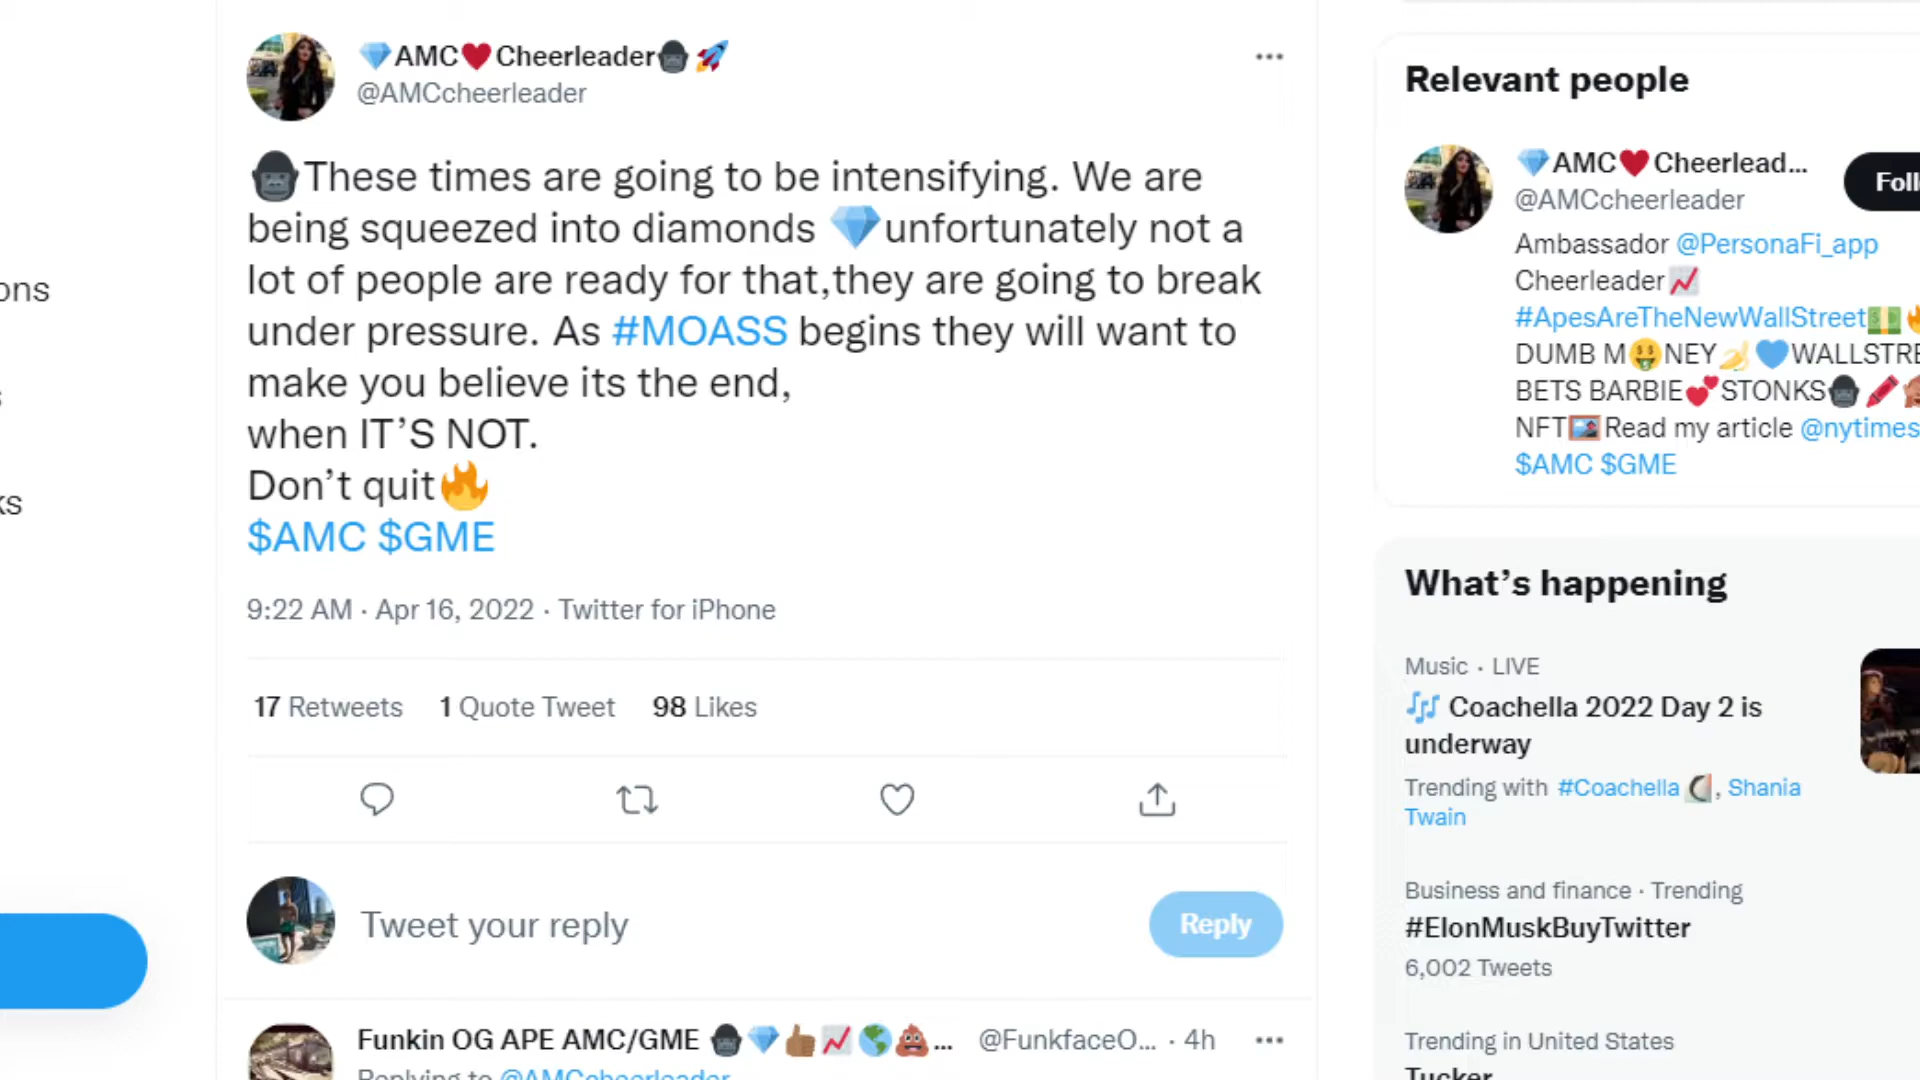 💎AMC❤️Cheerleader🦍🚀
@AMCcheerleader
🦍These times are going to be intensifying. We are
being squeezed into diamonds 💎unfortunately not a
lot of people are ready for that,they are going to break
under pressure. As #MOASS begins they will want to
make you believe its the end,
when IT’S NOT.
Don’t quit🔥
$AMC $GME
9:22 AM · Apr 16, 2022 · Twitter for iPhone
17 Retweets 1 Quote Tweet 98 Likes
Tweet your reply
Reply
Funkin OG APE AMC/GME 🦍💎👍🏾📈🌎💩... @FunkfaceO... · 4h
Replying to @AMCcheerleader
ons
s
ks
Relevant people
💎AMC❤️Cheerlead...
@AMCcheerleader
Foll
Ambassador @PersonaFi_app
Cheerleader📈
#ApesAreTheNewWallStreet💵🔥
DUMB M🤑NEY🍌💙WALLSTRE
BETS BARBIE💕STONKS🦍🖍️🙈
NFT🖼️Read my article @nytimes
$AMC $GME
What’s happening
Music · LIVE
🎶 Coachella 2022 Day 2 is
underway
Trending with #Coachella, Shania
Twain
Business and finance · Trending
#ElonMuskBuyTwitter
6,002 Tweets
Trending in United States
Tucker